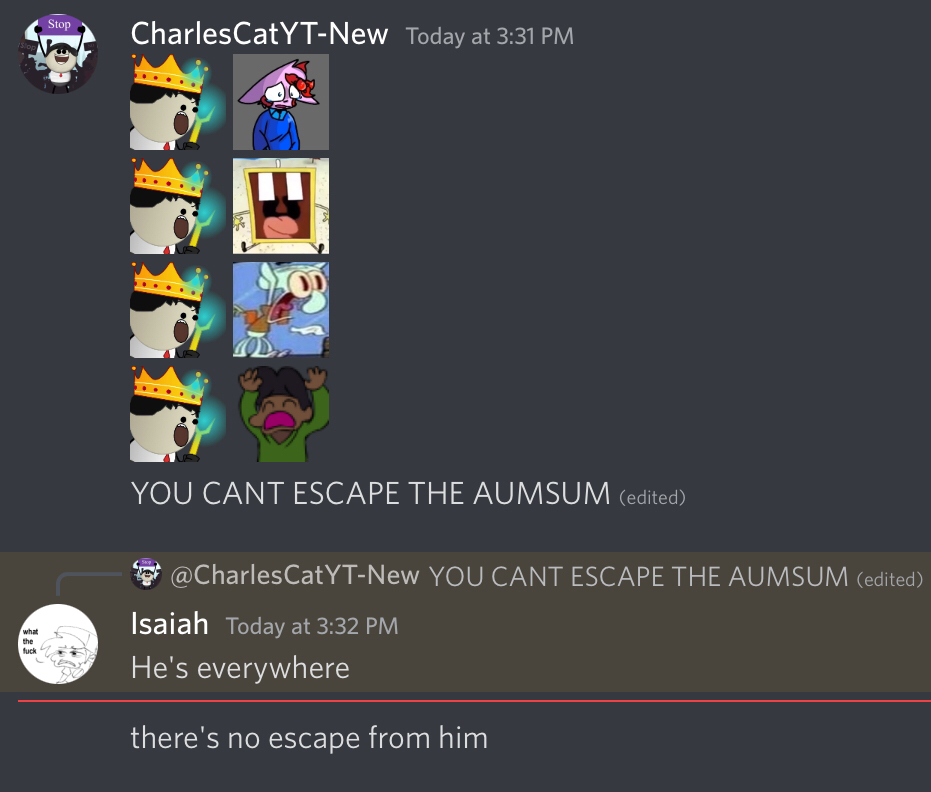 Stop
CharlesCatYT-New Today at 3:31 PM
YOU CANT ESCAPE THE AUMSUM (edited)
Stop
@CharlesCatYT-New YOU CANT ESCAPE THE AUMSUM (edited)
what
the
fuck
Isaiah Today at 3:32 PM
He's everywhere
there's no escape from him